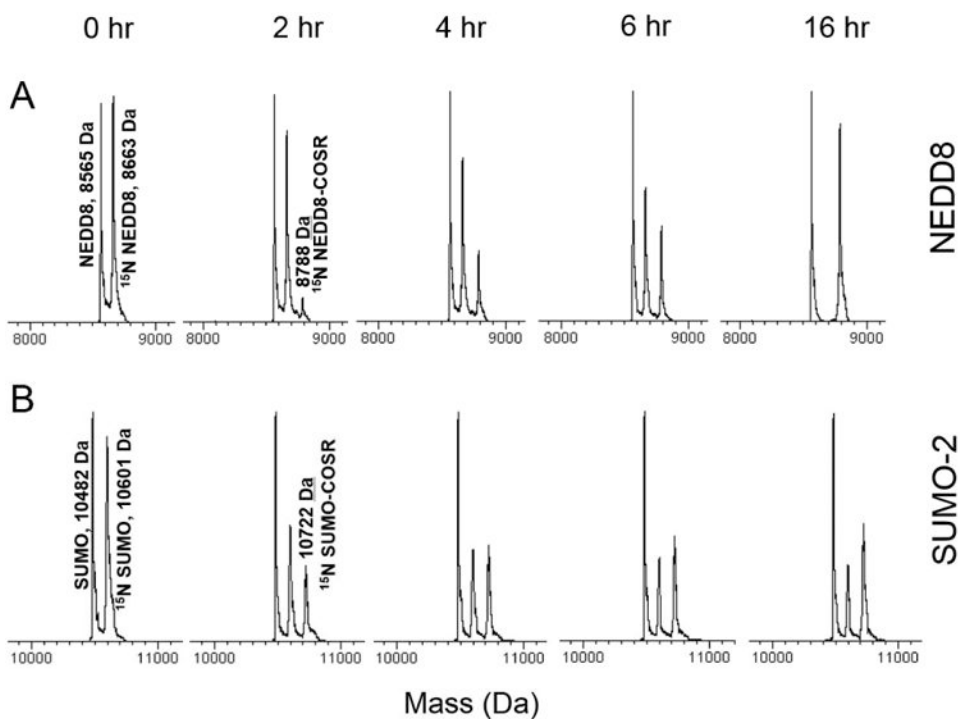 0 hr 2 hr 4 hr 6 hr 16 hr
A
NEDD8, 8565 Da
¹⁵N NEDD8, 8663 Da
8788 Da
¹⁵N NEDD8-COSR
NEDD8
8000 9000 8000 9000 8000 9000 8000 9000 8000 9000
B
SUMO, 10482 Da
¹⁵N SUMO, 10601 Da
10722 Da
¹⁵N SUMO-COSR
SUMO-2
10000 11000 10000 11000 10000 11000 10000 11000 10000 11000
Mass (Da)